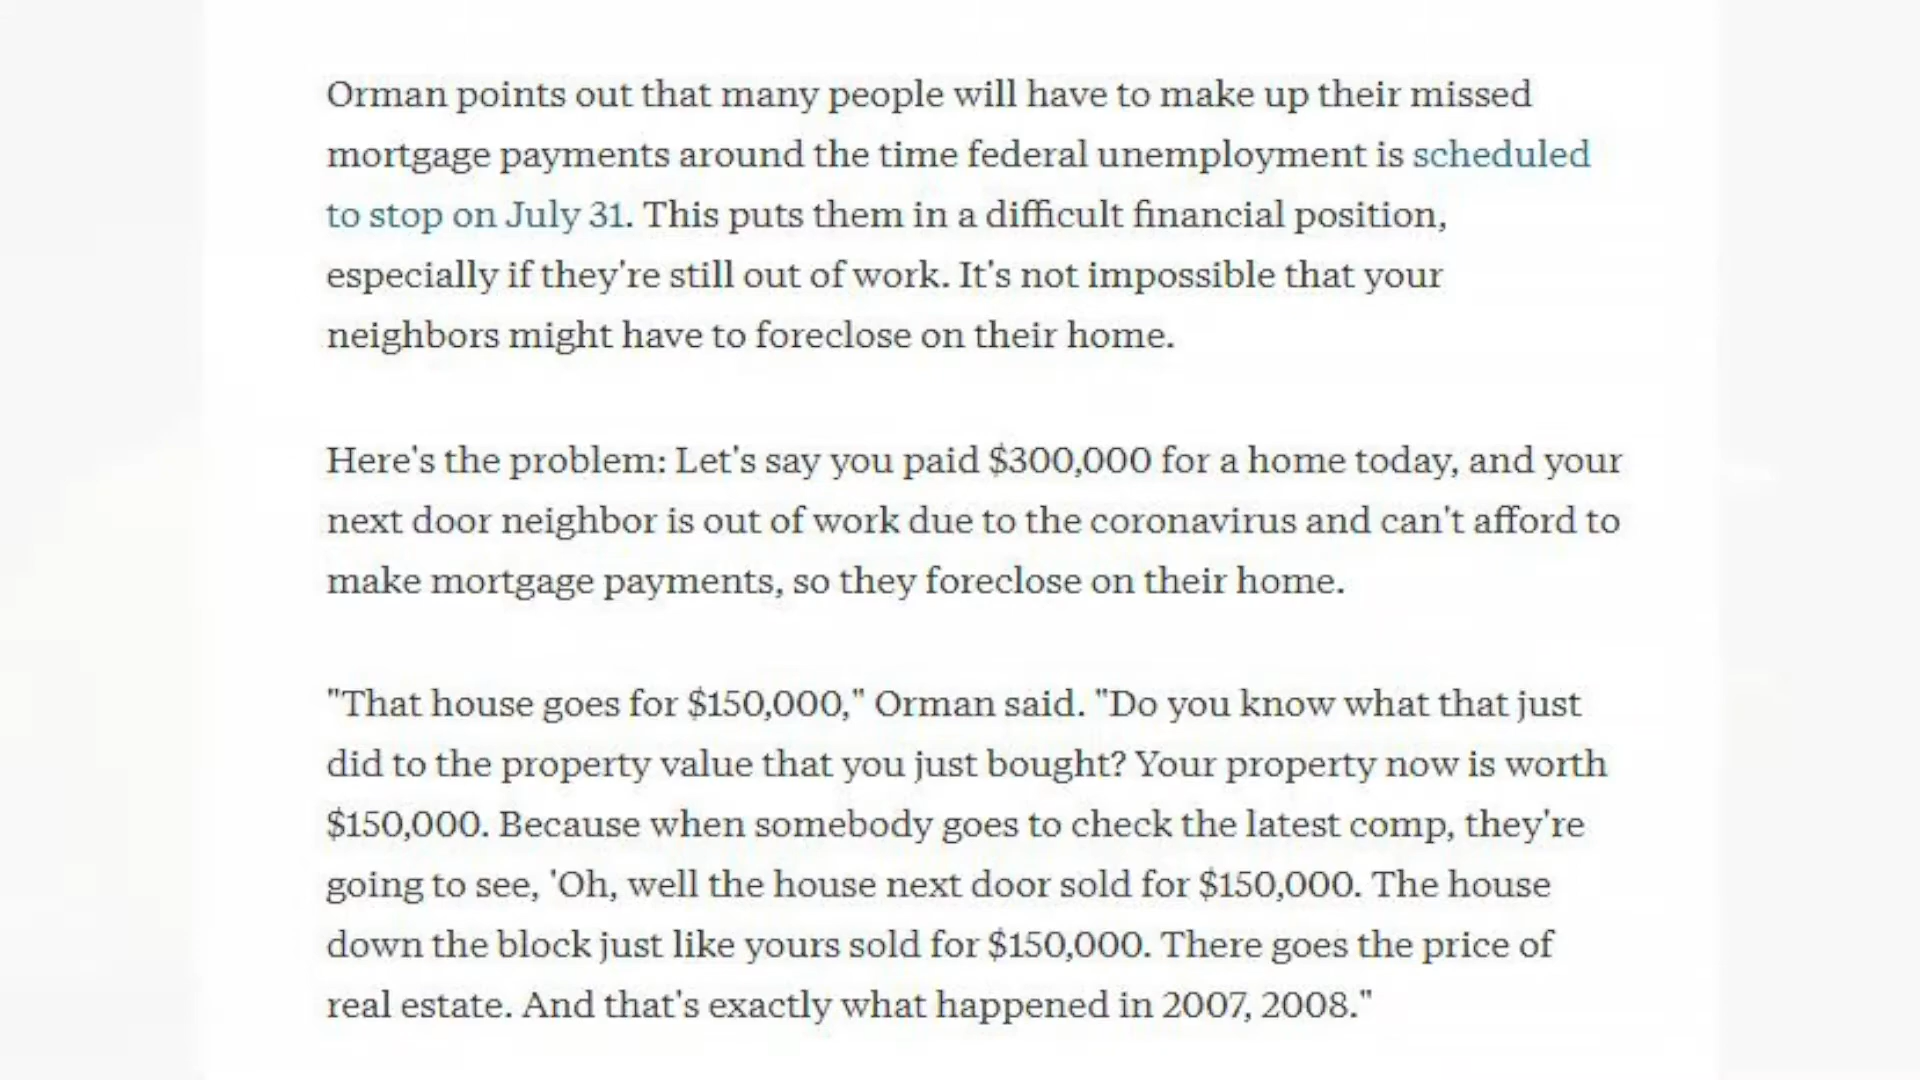 Orman points out that many people will have to make up their missed
mortgage payments around the time federal unemployment is scheduled
to stop on July 31. This puts them in a difficult financial position,
especially if they're still out of work. It's not impossible that your
neighbors might have to foreclose on their home.
Here's the problem: Let's say you paid $300,000 for a home today, and your
next door neighbor is out of work due to the coronavirus and can't afford to
make mortgage payments, so they foreclose on their home.
"That house goes for $150,000," Orman said. "Do you know what that just
did to the property value that you just bought? Your property now is worth
$150,000. Because when somebody goes to check the latest comp, they're
going to see, 'Oh, well the house next door sold for $150,000. The house
down the block just like yours sold for $150,000. There goes the price of
real estate. And that's exactly what happened in 2007, 2008."